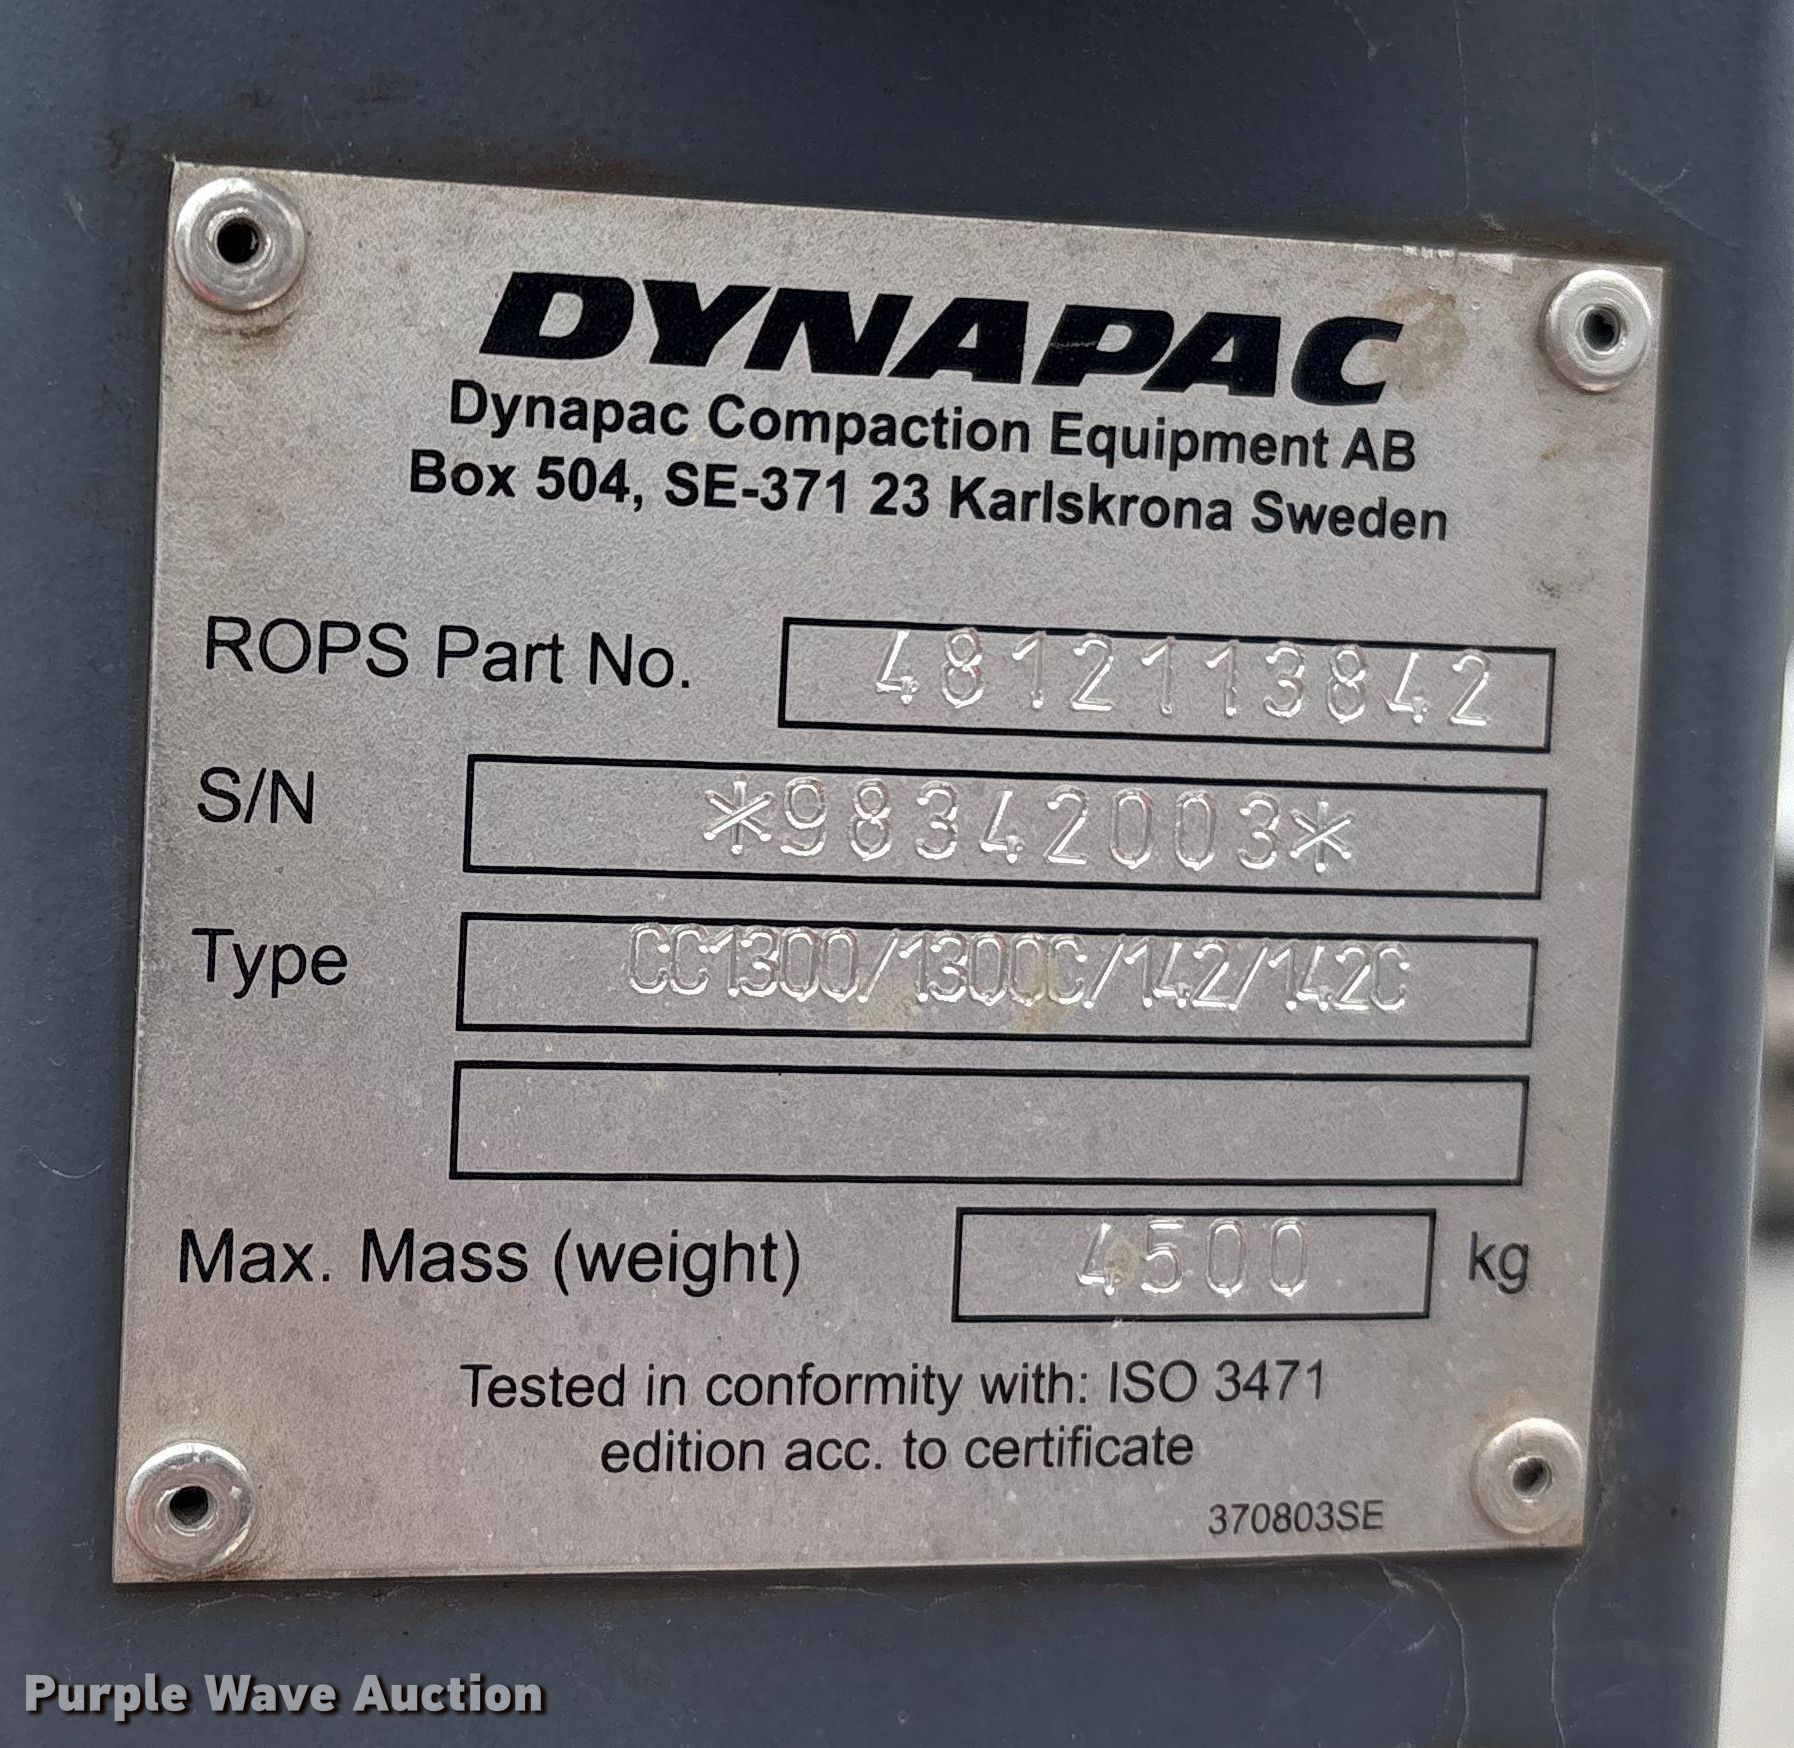 DYNAPAC
Dynapac Compaction Equipment AB
Box 504, SE-371 23 Karlskrona Sweden
ROPS Part No. 4812113842
S/N *98342003*
Type CC1300/1300C/142/142C
Max. Mass (weight) 4500 kg
Tested in conformity with: ISO 3471
edition acc. to certificate
370803SE
Purple Wave Auction